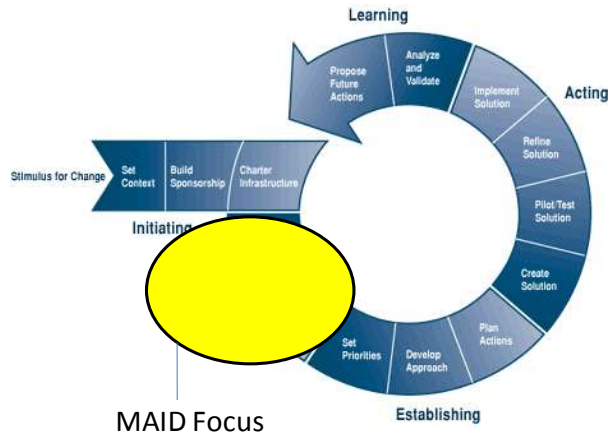 Learning
Propose
Future
Actions
Analyze
and
Validate
Implement
Solution
Acting
Refine
Solution
Pilot/Test
Solution
Create
Solution
Stimulus for Change
Set
Context
Build
Sponsorship
Charter
Infrastructure
Initiating
Set
Priorities
Develop
Approach
Plan
Actions
Establishing
MAID Focus